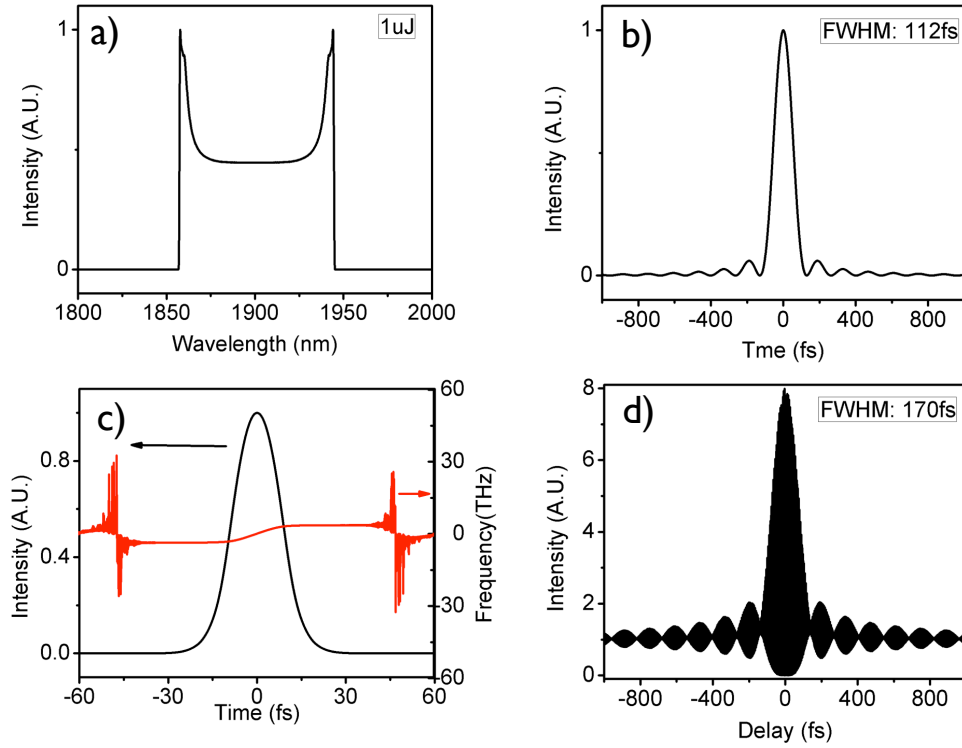 a)
1uJ
1
0
Intensity (A.U.)
1800 1850 1900 1950 2000
Wavelength (nm)
b)
FWHM: 112fs
1
0
Intensity (A.U.)
-800 -400 0 400 800
Tme (fs)
c)
0.8
0.4
0.0
Intensity (A.U.)
60
30
0
30
60
Frequency(THz)
-60 -30 0 30 60
Time (fs)
d)
FWHM: 170fs
8
6
4
2
1
0
Intensity (A.U.)
-800 -400 0 400 800
Delay (fs)